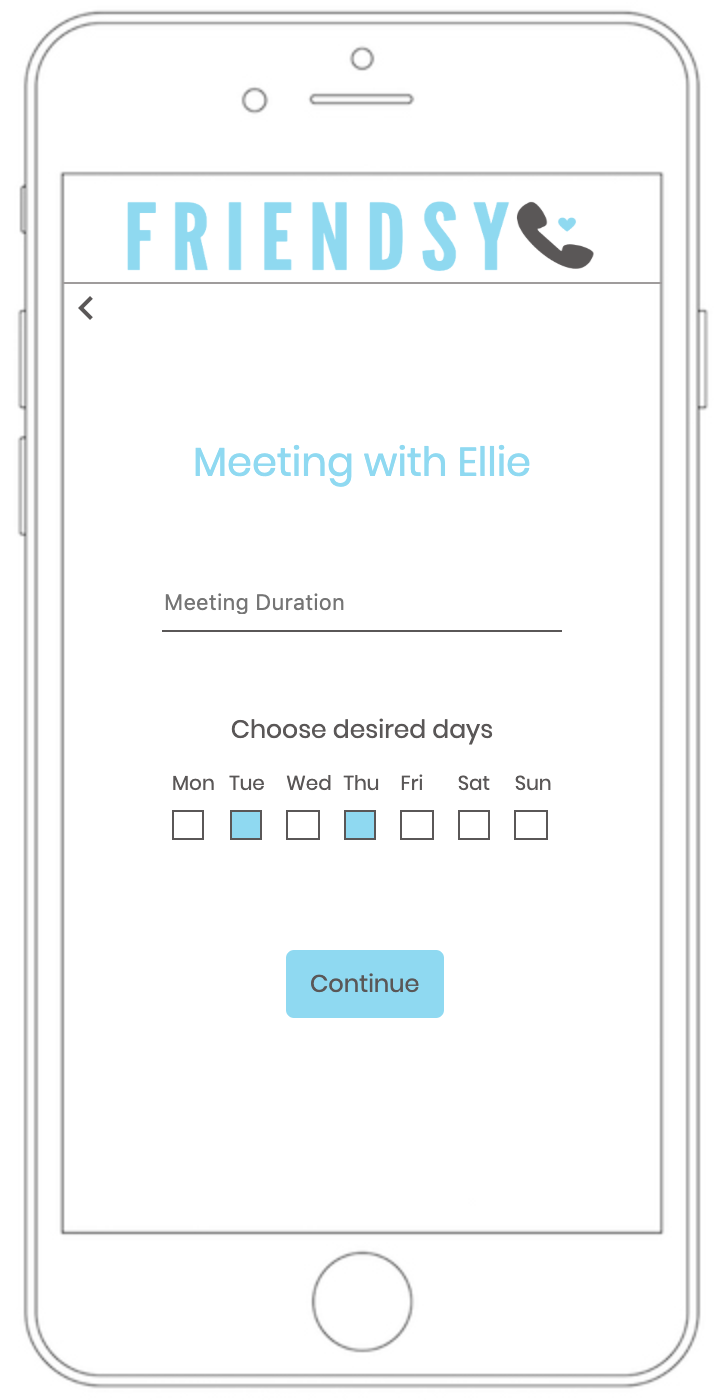 FRIENDSY
Meeting with Ellie
Meeting Duration
Choose desired days
Mon Tue Wed Thu Fri Sat Sun
Continue